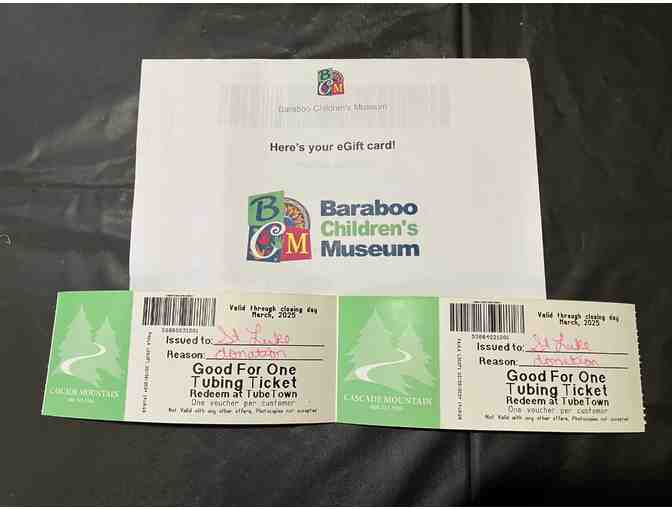 BCM
Baraboo Children's Museum
Here's your eGift card!
BCM
Baraboo
Children's
Museum
CASCADE MOUNTAIN
Valid through closing day
March, 2025
Issued to: St Luke
Reason: donation
Good For One
Tubing Ticket
Redeem at TubeTown
One voucher per customer
Not Valid with any other offers, Photocopies not accepted
CASCADE MOUNTAIN
Valid through closing day
March, 2025
Issued to: St Luke
Reason: donation
Good For One
Tubing Ticket
Redeem at TubeTown
One voucher per customer
Not Valid with any other offers, Photocopies not accepted